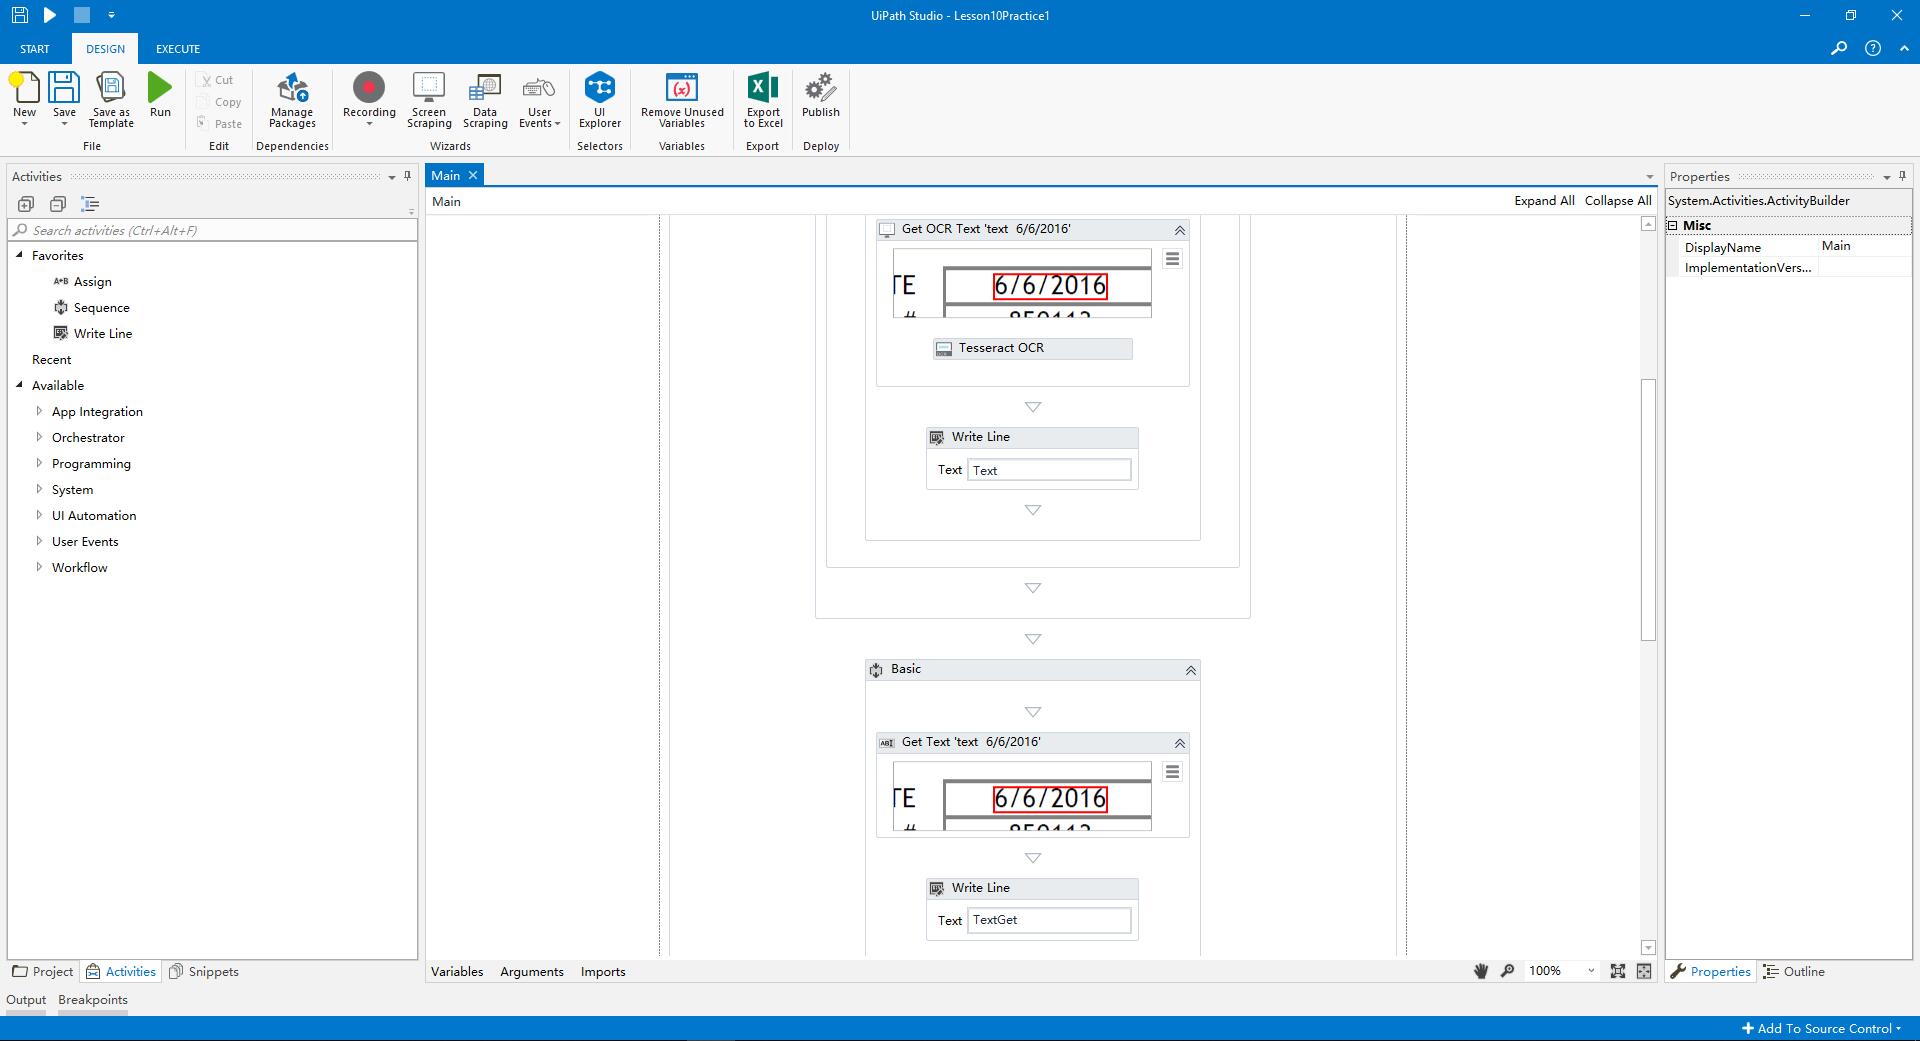 UiPath Studio - Lesson10Practice1
START DESIGN EXECUTE
New
Save
Save as Template
Run
File
Cut
Copy
Paste
Edit
Manage Packages
Dependencies
Recording
Screen Scraping
Data Scraping
User Events
Wizards
UI Explorer
Selectors
Remove Unused Variables
Variables
Export to Excel
Export
Publish
Deploy
Activities
Search activities (Ctrl+Alt+F)
Favorites
A+B Assign
Sequence
Write Line
Recent
Available
App Integration
Orchestrator
Programming
System
UI Automation
User Events
Workflow
Project Activities Snippets
Main
Main Expand All Collapse All
Get OCR Text 'text 6/6/2016'
TE 6/6/2016
Tesseract OCR
Write Line
Text Text
Basic
Get Text 'text 6/6/2016'
TE 6/6/2016
Write Line
Text TextGet
Variables Arguments Imports 100%
Properties
System.Activities.ActivityBuilder
Misc
DisplayName Main
ImplementationVers...
Properties Outline
Output Breakpoints
Add To Source Control